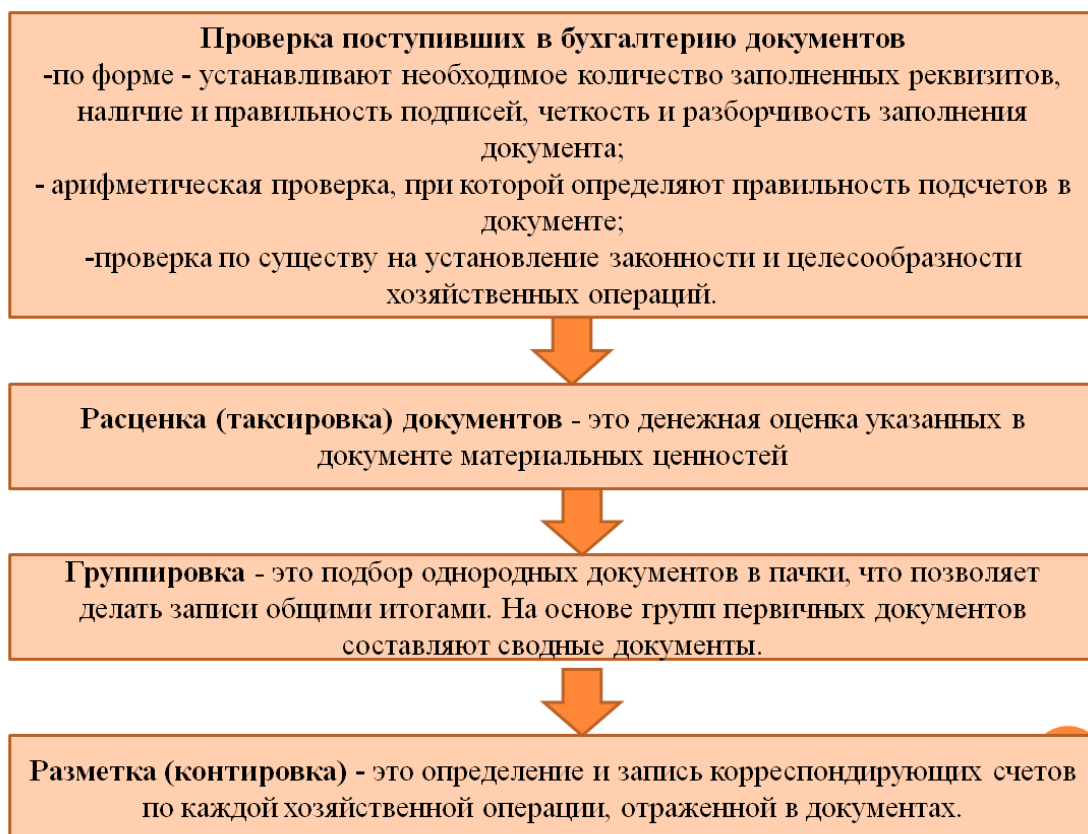 Проверка поступивших в бухгалтерию документов
-по форме - устанавливают необходимое количество заполненных реквизитов,
наличие и правильность подписей, четкость и разборчивость заполнения
документа;
- арифметическая проверка, при которой определяют правильность подсчетов в
документе;
-проверка по существу на установление законности и целесообразности
хозяйственных операций.
Расценка (таксировка) документов - это денежная оценка указанных в
документе материальных ценностей
Группировка - это подбор однородных документов в пачки, что позволяет
делать записи общими итогами. На основе групп первичных документов
составляют сводные документы.
Разметка (контировка) - это определение и запись корреспондирующих счетов
по каждой хозяйственной операции, отраженной в документах.